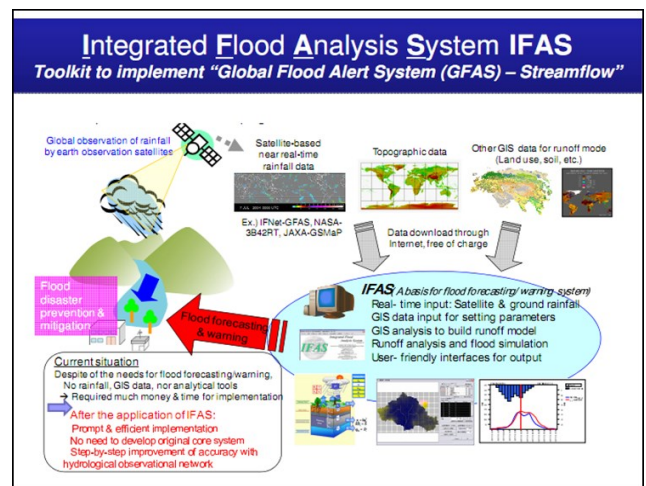 Integrated Flood Analysis System IFAS
Toolkit to implement “Global Flood Alert System (GFAS) – Streamflow”
Global observation of rainfall
by earth observation satellites
Satellite-based
near real-time
rainfall data
Ex.) IFNet-GFAS, NASA-
3B42RT, JAXA-GSMaP
Topographic data
Other GIS data for runoff mode
(Land use, soil, etc.)
Data download through
Internet, free of charge
Flood
disaster
prevention &
mitigation
Flood forecasting
& warning
IFAS(A basis for flood forecasting/ warning system)
Real- time input: Satellite & ground rainfall
GIS data input for setting parameters
GIS analysis to build runoff model
Runoff analysis and flood simulation
User- friendly interfaces for output
IFAS
Current situation
Despite of the needs for flood forecasting/warning,
No rainfall, GIS data, nor analytical tools
→ Required much money & time for implementation
After the application of IFAS:
Prompt & efficient implementation
No need to develop original core system
Step-by-step improvement of accuracy with
hydrological observational network